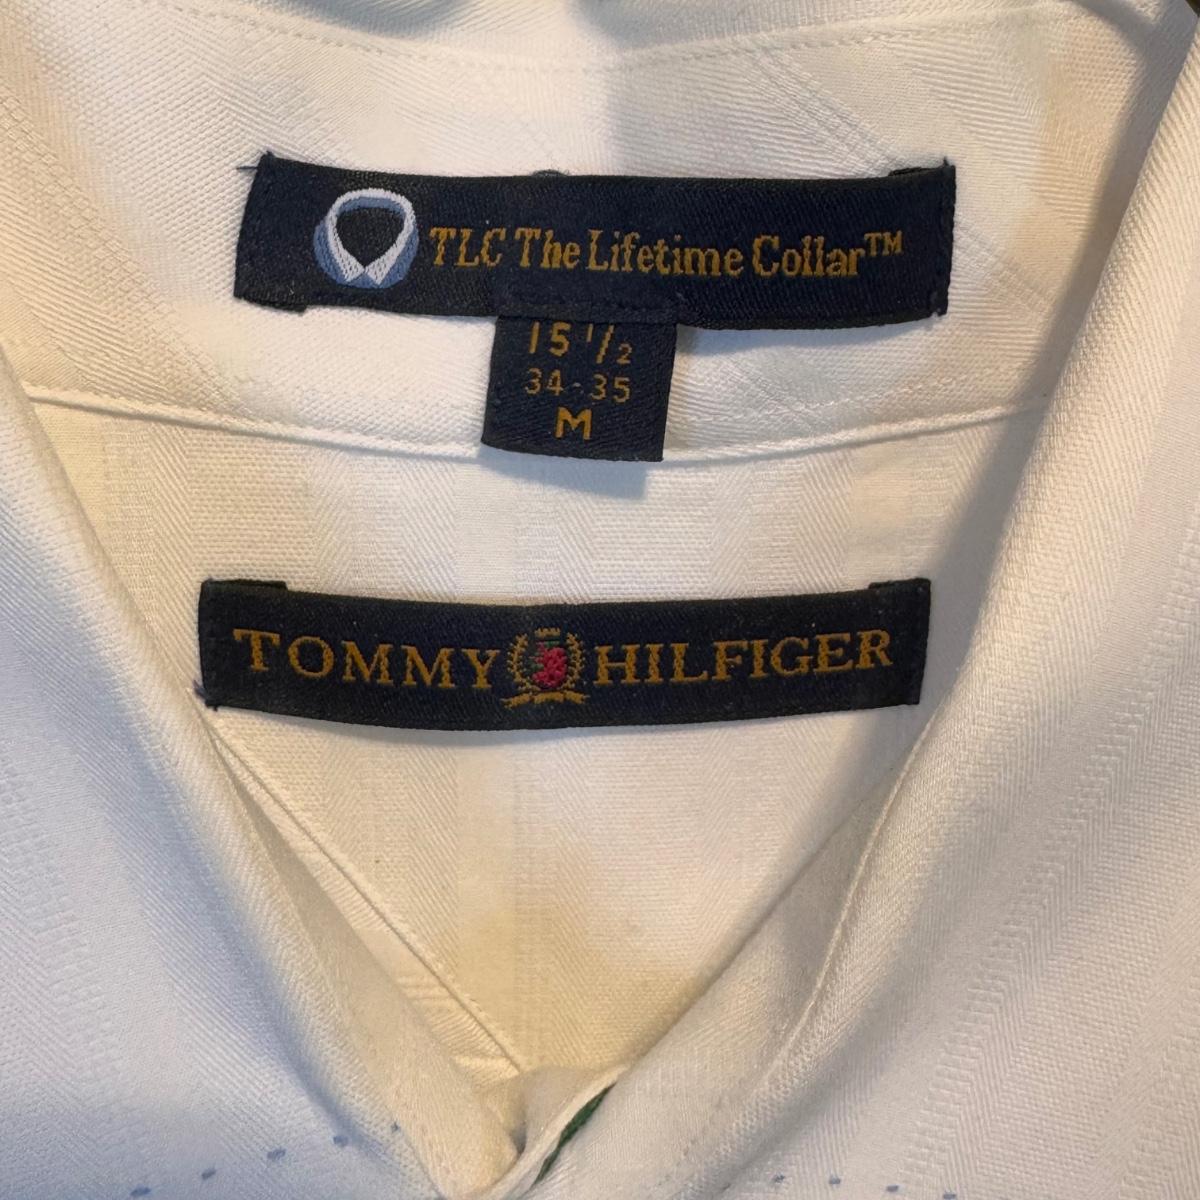 TLC The Lifetime Collar™
15 1/2
34-35
M
TOMMY HILFIGER